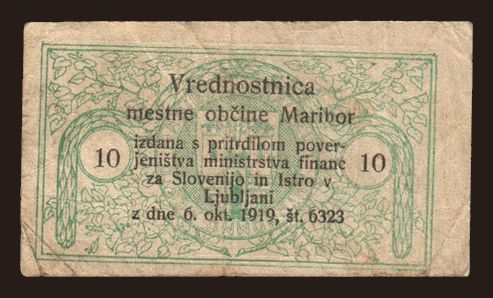 Vrednostnica
mestne občine Maribor
izdana s pritrdilom pover-
jeništva ministrstva financ
za Slovenijo in Istro v
Ljubljani
z dne 6. okt. 1919, št. 6323
10
10